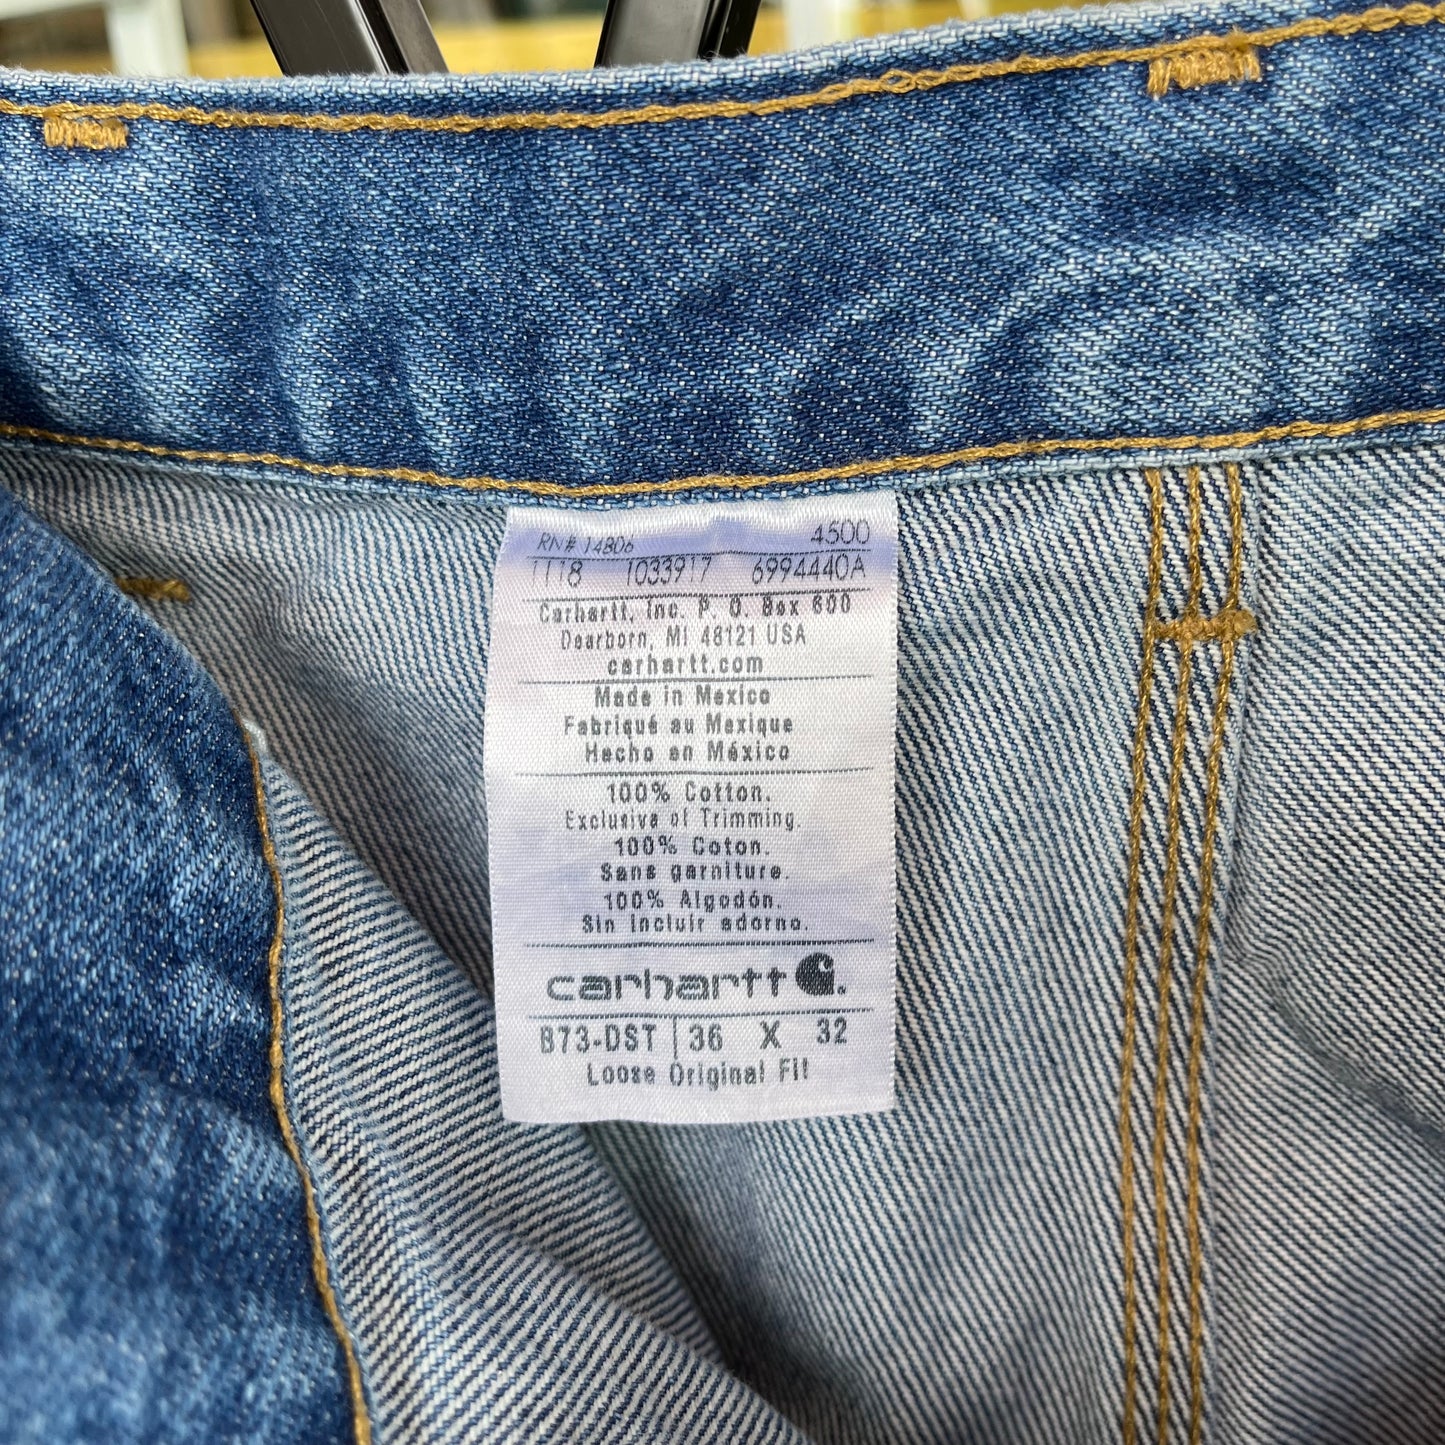 RN# 14806 4500
1118 1033917 6994440A
Carhartt, Inc. P. O. Box 600
Dearborn, MI 48121 USA
carhartt.com
Made in Mexico
Fabriqué au Mexique
Hecho en México
100% Cotton.
Exclusive of Trimming.
100% Coton.
Sans garniture.
100% Algodón.
Sin incluir adorno.
carhartt
B73-DST | 36 X 32
Loose Original Fit